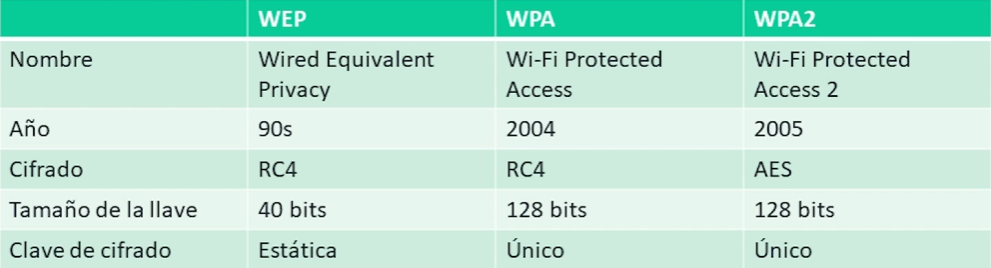 WEP WPA WPA2
Nombre Wired Equivalent Wi-Fi Protected Wi-Fi Protected
Privacy Access Access 2
Año 90s 2004 2005
Cifrado RC4 RC4 AES
Tamaño de la llave 40 bits 128 bits 128 bits
Clave de cifrado Estática Único Único